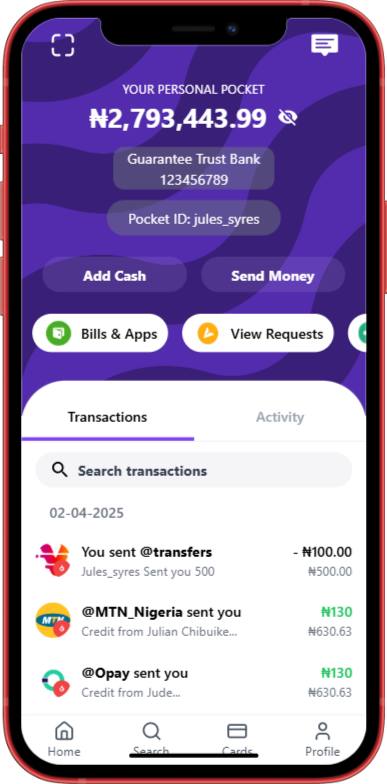 YOUR PERSONAL POCKET
₦2,793,443.99
Guarantee Trust Bank
123456789
Pocket ID: jules_syres
Add Cash Send Money
Bills & Apps View Requests
Transactions Activity
Search transactions
02-04-2025
You sent @transfers - ₦100.00
Jules_syres Sent you 500 ₦500.00
MTN @MTN_Nigeria sent you ₦130
Credit from Julian Chibuike... ₦630.63
@Opay sent you ₦130
Credit from Jude... ₦630.63
Home Search Cards Profile